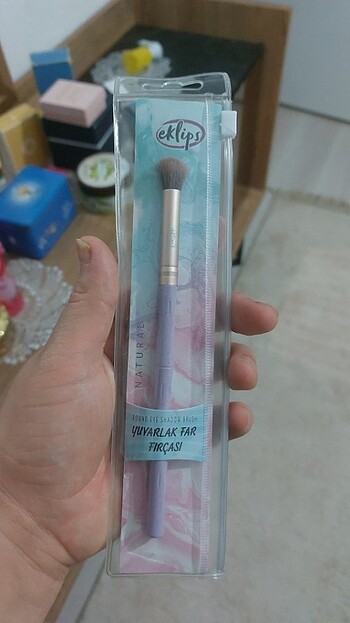 eklips
NATURAL
ROUND EYE SHADOW BRUSH
YUVARLAK FAR
FIRÇASI